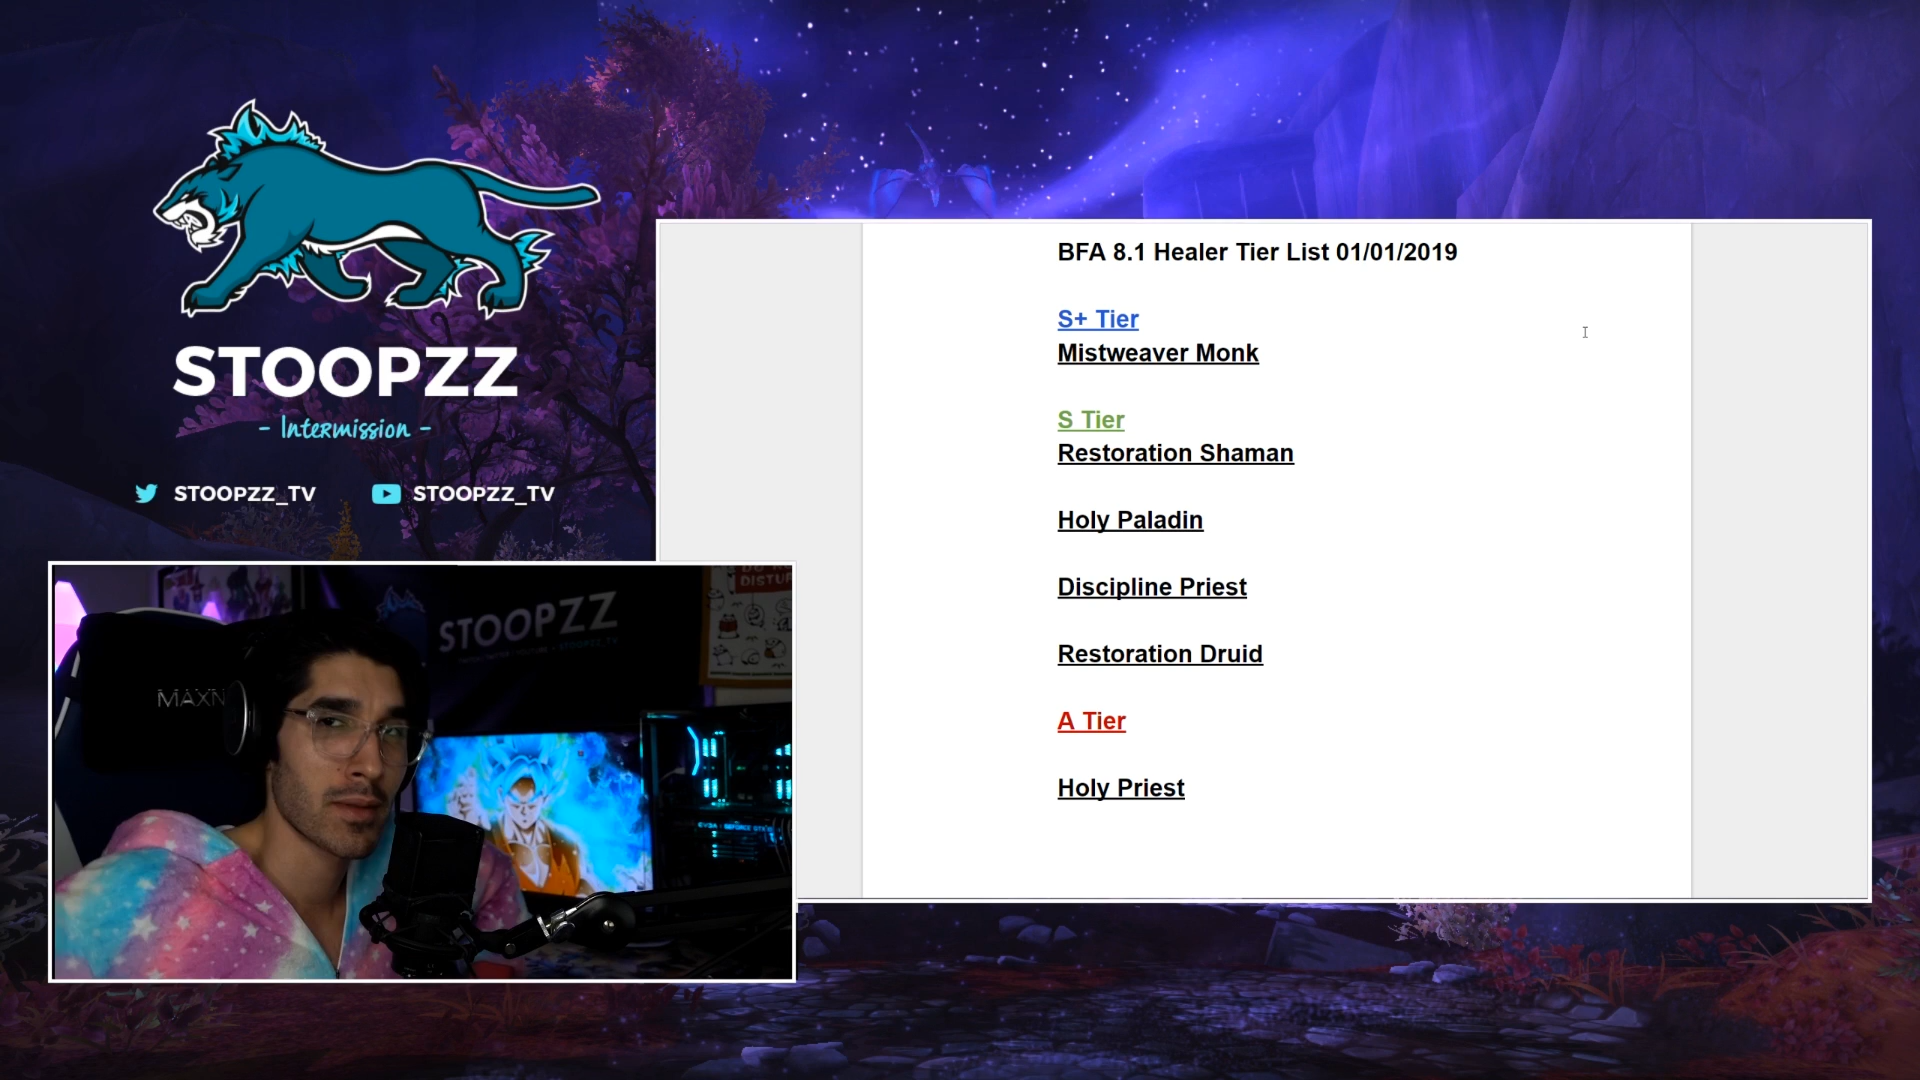 STOOPZZ
- Intermission -
STOOPZZ_TV
STOOPZZ_TV
BFA 8.1 Healer Tier List 01/01/2019
S+ Tier
Mistweaver Monk
S Tier
Restoration Shaman
Holy Paladin
Discipline Priest
Restoration Druid
A Tier
Holy Priest
STOOPZZ
DISTUR
MAXN